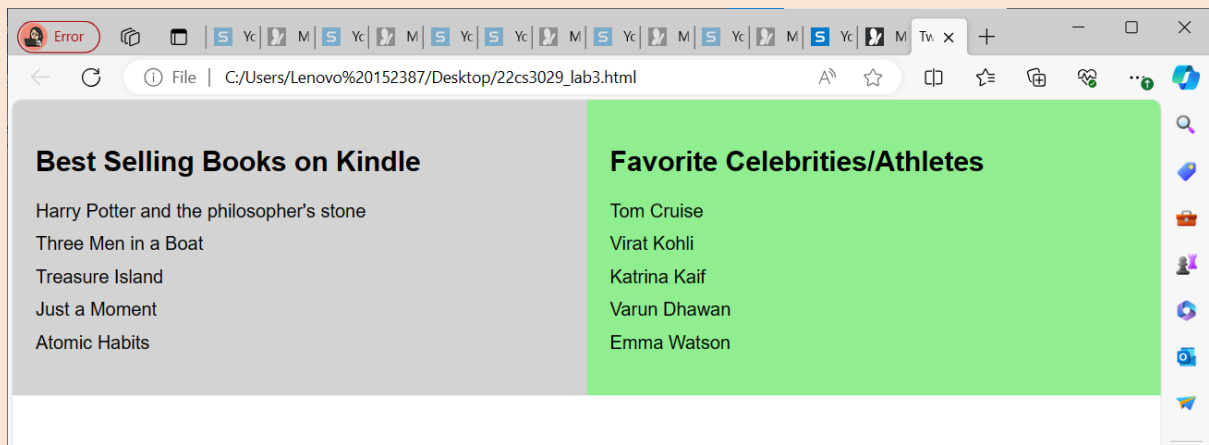 Error
Yc M Yc M Yc Yc M Yc M Yc M Yc M Tw
File
C:/Users/Lenovo%20152387/Desktop/22cs3029_lab3.html
Best Selling Books on Kindle
Harry Potter and the philosopher's stone
Three Men in a Boat
Treasure Island
Just a Moment
Atomic Habits
Favorite Celebrities/Athletes
Tom Cruise
Virat Kohli
Katrina Kaif
Varun Dhawan
Emma Watson